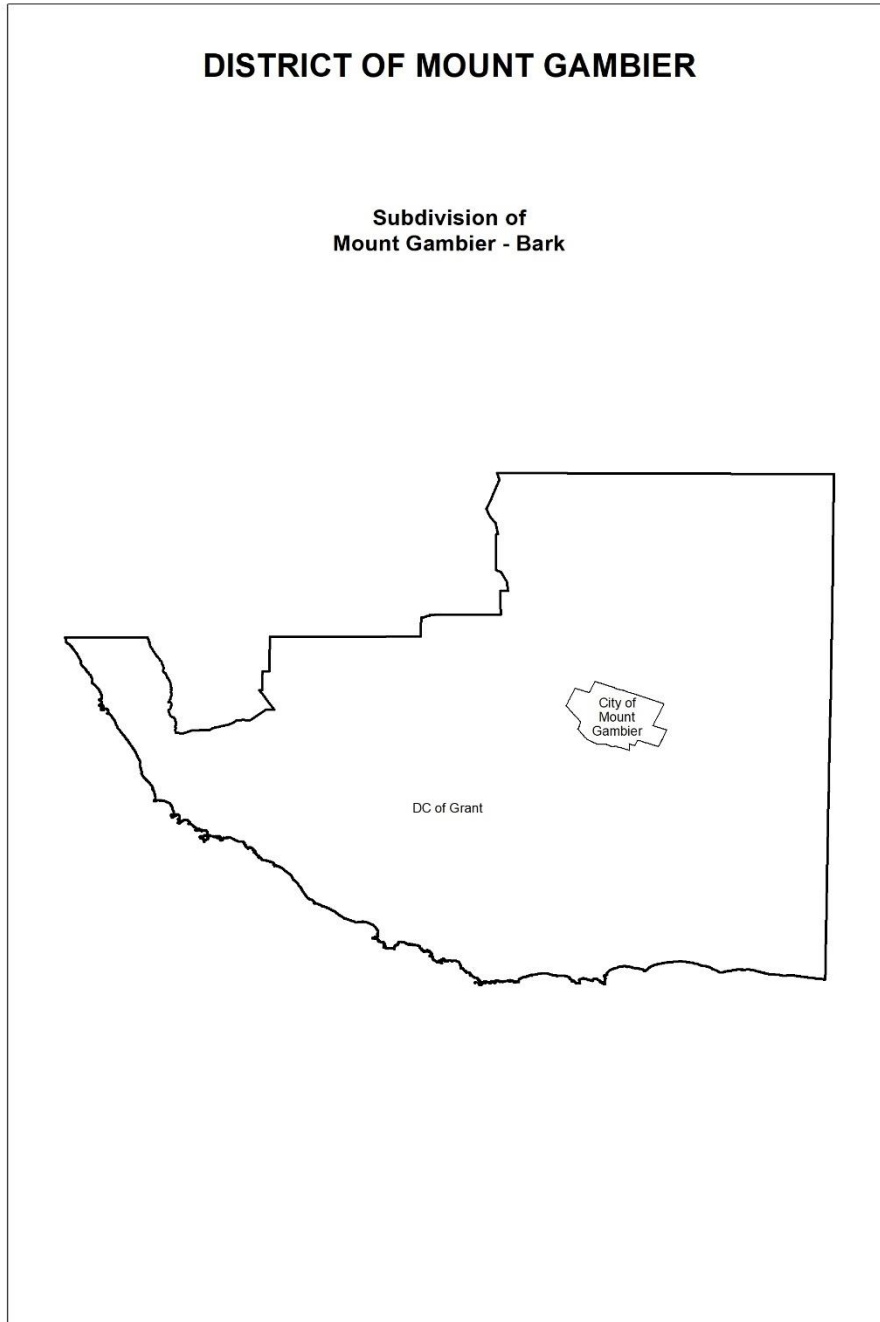 DISTRICT OF MOUNT GAMBIER
Subdivision of
Mount Gambier - Bark
City of
Mount
Gambier
DC of Grant